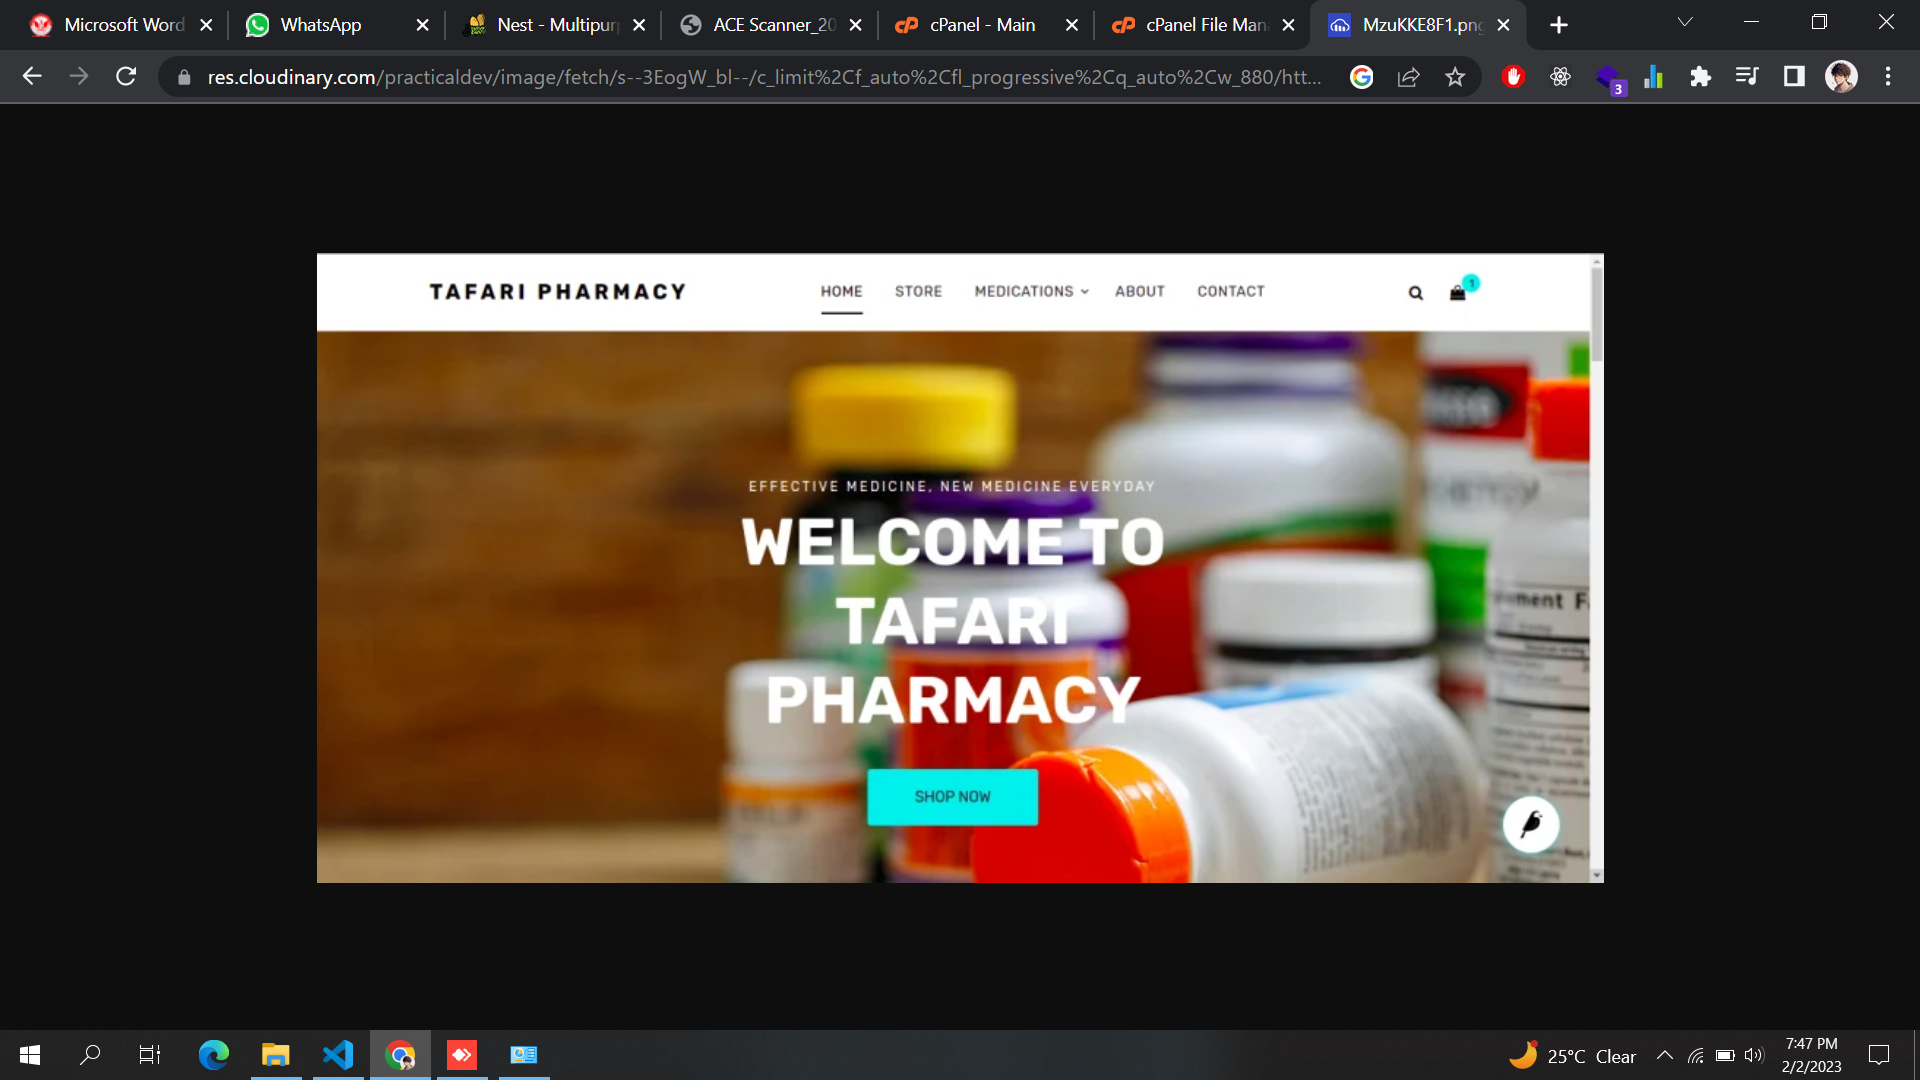 Microsoft Word
WhatsApp
Nest - Multipur
ACE Scanner_20
cPanel - Main
cPanel File Man
MzuKKE8F1.png
res.cloudinary.com/practicaldev/image/fetch/s--3EogW_bl--/c_limit%2Cf_auto%2Cfl_progressive%2Cq_auto%2Cw_880/htt...
3
TAFARI PHARMACY
HOME
STORE
MEDICATIONS
ABOUT
CONTACT
1
EFFECTIVE MEDICINE, NEW MEDICINE EVERYDAY
WELCOME TO
TAFARI
PHARMACY
SHOP NOW
25°C Clear
7:47 PM
2/2/2023